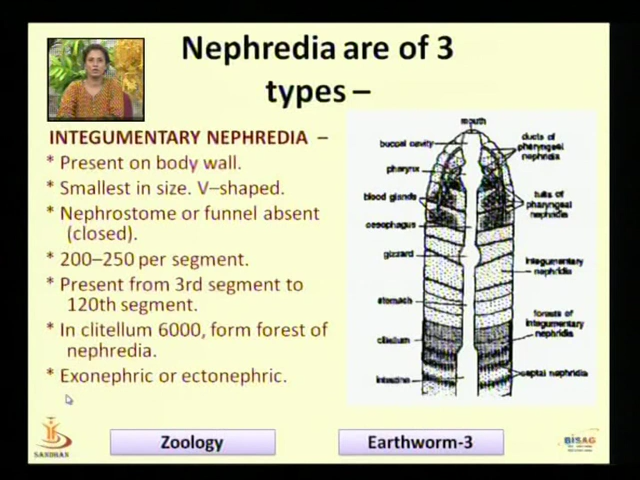 Nephredia are of 3
types –
INTEGUMENTARY NEPHREDIA –
* Present on body wall.
* Smallest in size. V–shaped.
* Nephrostome or funnel absent
(closed).
* 200–250 per segment.
* Present from 3rd segment to
120th segment.
* In clitellum 6000, form forest of
nephredia.
* Exonephric or ectonephric.
mouth
buccal cavity
pharynx
blood glands
oesophagus
gizzard
stomach
clitellum
intestine
ducts of
pharyngeal
nephridia
tufts of
pharyngeal
nephridia
integumentary
nephridia
forests of
integumentary
nephridia
septal nephridia
SANDHAN
Zoology
Earthworm-3
BISAG